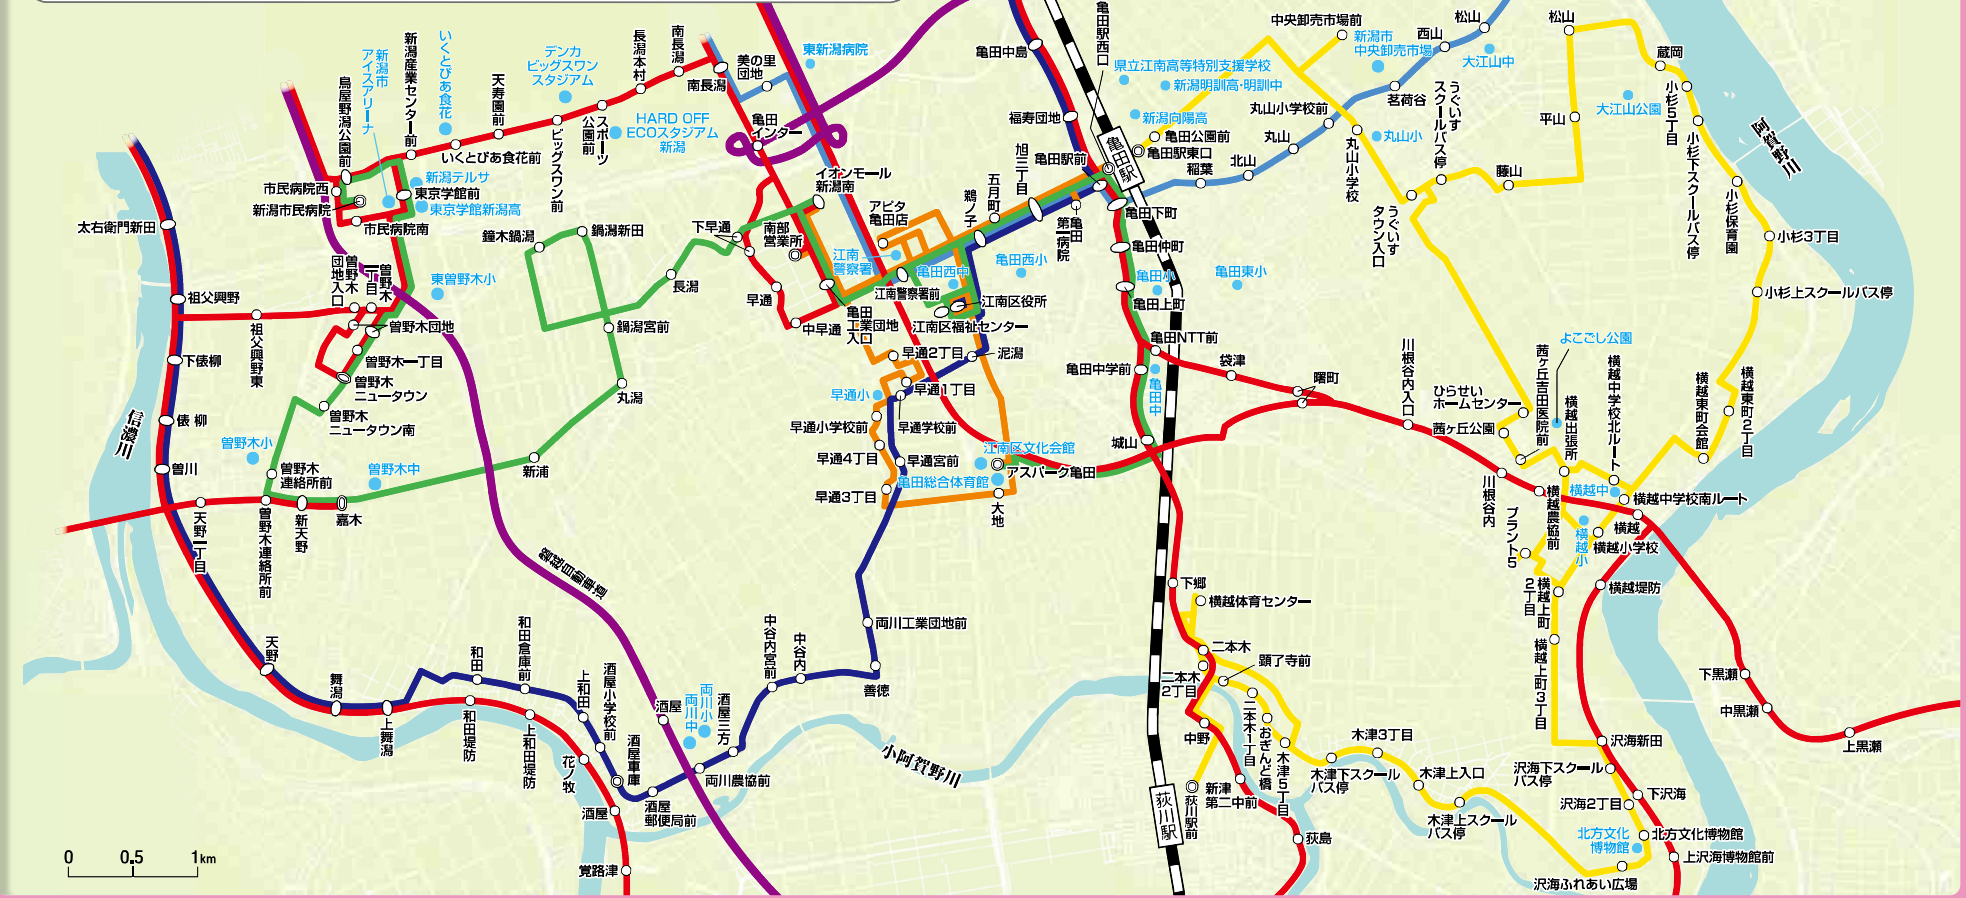 亀田駅西口
松山
松山
西山
中央卸売市場前
新潟市
中央卸売市場
大江山中
蔵岡
小杉5丁目
大江山公園
平山
茗荷谷
うぐいす
スクールバス停
丸山小学校前
丸山小
丸山
丸山小学校
北山
稲葉
藤山
うぐいす
タウン入口
小杉下スクールバス停
小杉保育園
小杉3丁目
小杉上スクールバス停
阿賀野川
亀田中島
県立江南高等特別支援学校
新潟明訓高・明訓中
新潟向陽高
亀田公園前
亀田駅東口
福寿団地
亀田駅前
亀田駅
旭三丁目
五月町
鵜ノ子
東新潟病院
美の里
団地
南長潟
南長潟
長潟本村
デンカ
ビッグスワン
スタジアム
スポーツ
公園前
HARD OFF
ECOスタジアム
新潟
ビッグスワン前
天寿園前
いくとぴあ食花
いくとぴあ食花前
新潟産業センター前
新潟市
アイスアリーナ
鳥屋野潟公園前
市民病院西
新潟市民病院
市民病院南
新潟テルサ
東京学館前
東京学館新潟高
亀田
インター
イオンモール
新潟南
アピタ
亀田店
南部
営業所
下早通
鐘木鍋潟
鍋潟新田
長潟
早通
中早通
鍋潟宮前
丸潟
新浦
江南
警察署
江南警察署前
亀田西中
亀田西小
江南区役所
江南区福祉センター
亀田
工業団地
入口
亀田
第一病院
亀田下町
亀田仲町
亀田小
亀田東小
亀田上町
亀田NTT前
亀田中学前
亀田中
城山
袋津
曙町
川根谷内入口
川根谷内
太右衛門新田
祖父興野
祖父興野東
下俵柳
俵 柳
曽川
信濃川
曽野木
団地入口
曽野木
一丁目
東曽野木小
曽野木団地
曽野木一丁目
曽野木
ニュータウン
曽野木
ニュータウン南
曽野木小
曽野木
連絡所前
曽野木中
天野一丁目
曽野木連絡所前
新天野
嘉木
早通2丁目
泥潟
早通小
早通1丁目
早通学校前
早通小学校前
早通4丁目
早通宮前
早通3丁目
江南区文化会館
アスパーク亀田
亀田総合体育館
大地
磐越自動車道
両川工業団地前
善徳
中谷内
中谷内宮前
天野
舞潟
上舞潟
和田
和田倉庫前
和田堤防
上和田堤防
上和田
酒屋小学校前
酒屋車庫
花ノ牧
酒屋
覚路津
酒屋
郵便局前
酒屋
両川中
両川小
酒屋三方
両川農協前
小阿賀野川
下郷
横越体育センター
二本木
二本木
2丁目
顕了寺前
中野
二本木1丁目
おぎんど橋
木津5丁目
新津
第二中前
荻川駅前
荻川駅
荻島
木津3丁目
木津下スクール
バス停
木津上入口
木津上スクール
バス停
よこごし公園
ひらせい
ホームセンター
茜ヶ丘公園
茜ヶ丘吉田医院前
横越出張所
横越中学校北ルート
横越東町会館
横越東町2丁目
横越中
横越中学校南ルート
横越
横越農協前
プラント5
横越小
横越小学校
横越堤防
横越上町
2丁目
横越上町3丁目
下黒瀬
中黒瀬
上黒瀬
沢海新田
沢海下スクール
バス停
沢海2丁目
下沢海
北方文化
博物館
北方文化博物館
上沢海博物館前
沢海ふれあい広場
0 0.5 1km